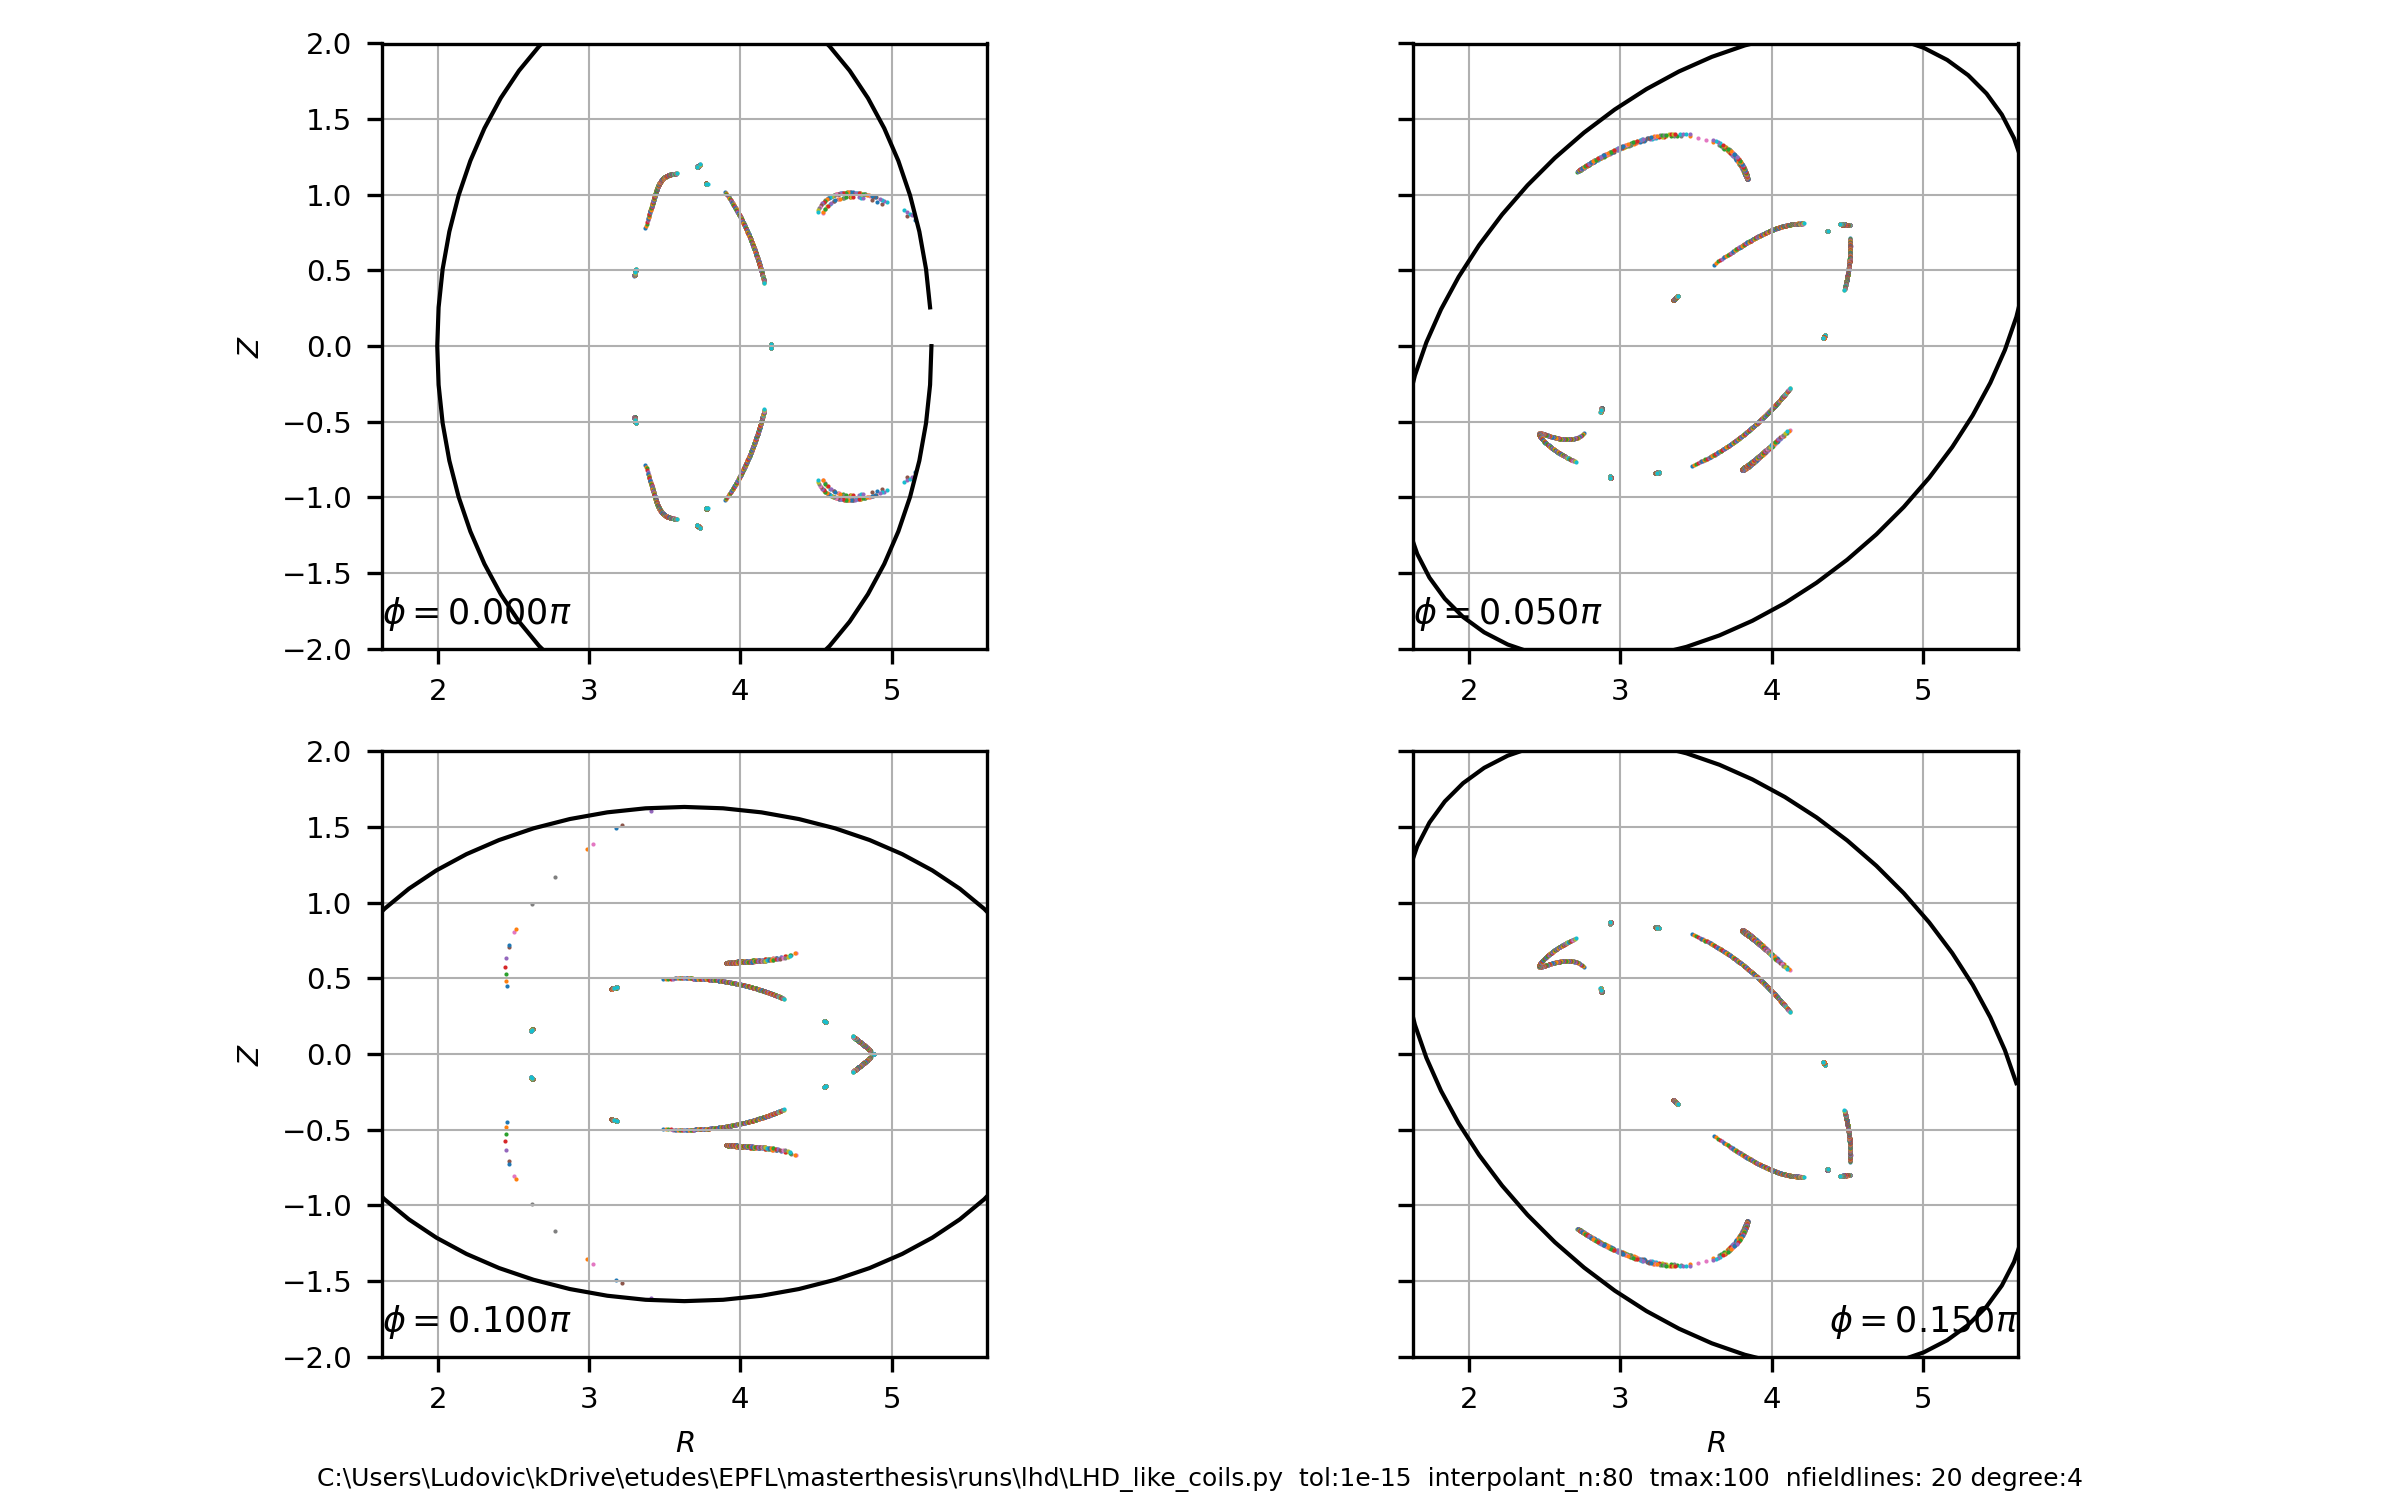 2.0
1.5
1.0
0.5
0.0
−0.5
−1.0
−1.5
−2.0
Z
ϕ = 0.000π
2 3 4 5
ϕ = 0.050π
2 3 4 5
2.0
1.5
1.0
0.5
0.0
−0.5
−1.0
−1.5
−2.0
Z
ϕ = 0.100π
2 3 4 5
R
ϕ = 0.150π
2 3 4 5
R
C:\Users\Ludovic\kDrive\etudes\EPFL\masterthesis\runs\lhd\LHD_like_coils.py tol:1e-15 interpolant_n:80 tmax:100 nfieldlines: 20 degree:4